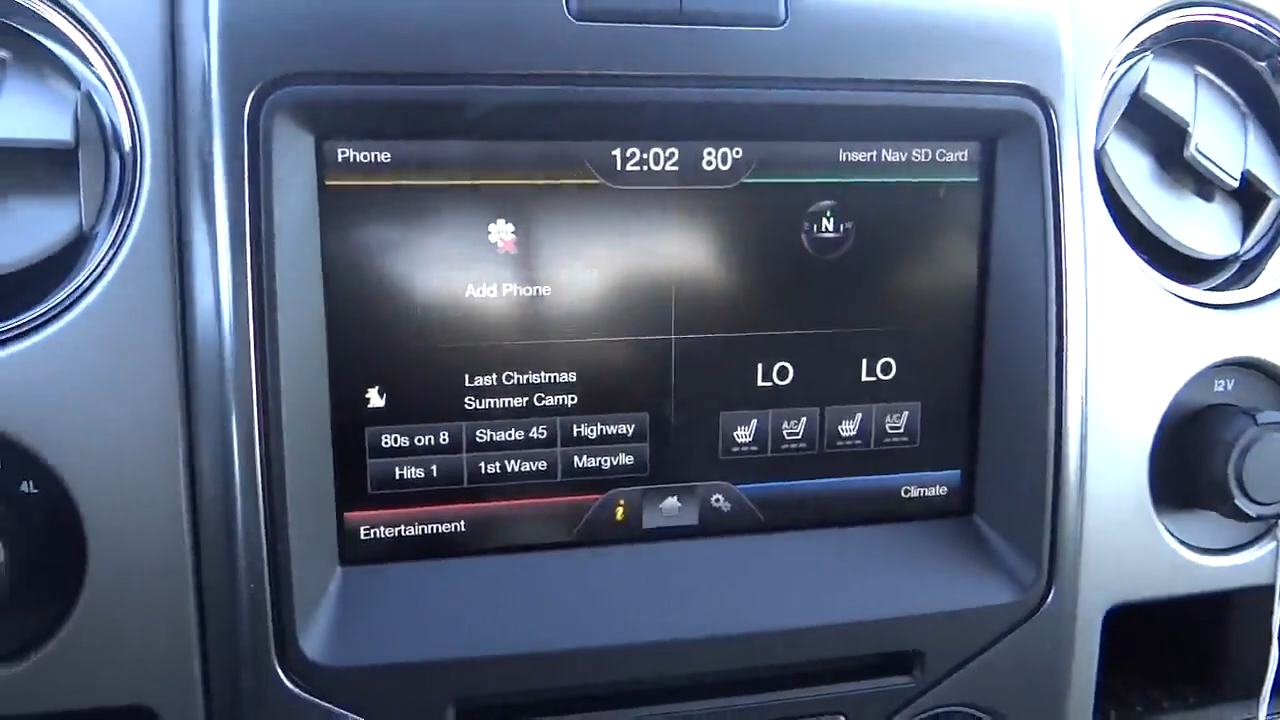 Phone
12:02 80°
Insert Nav SD Card
N
Add Phone
Last Christmas
Summer Camp
LO LO
80s on 8
Shade 45
Highway
Hits 1
1st Wave
Margvlle
A/C
A/C
Entertainment
i
Climate
4L
12V